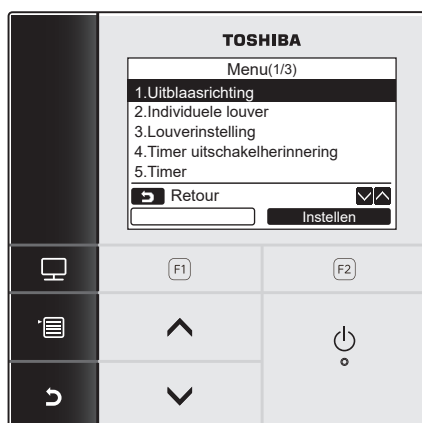 TOSHIBA
Menu(1/3)
1.Uitblaasrichting
2.Individuele louver
3.Louverinstelling
4.Timer uitschakelherinnering
5.Timer
Retour
Instellen
F1
F2